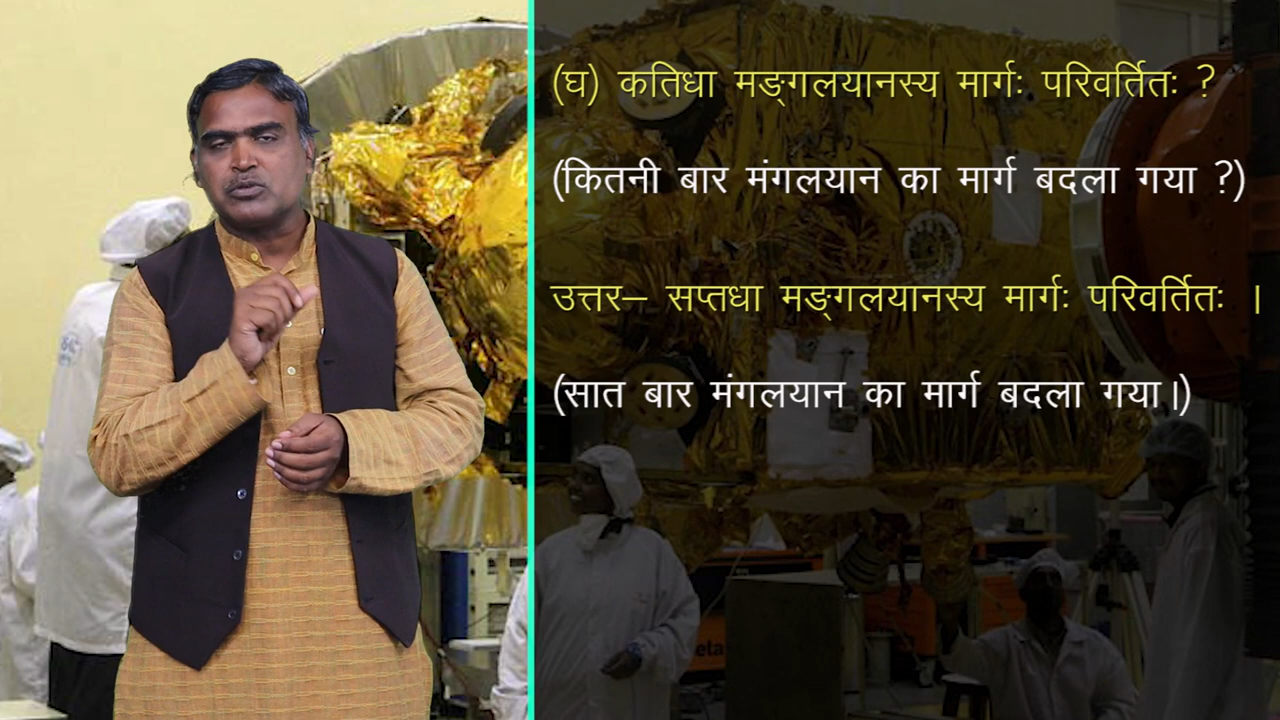 (घ) कतिधा मङ्गलयानस्य मार्गः परिवर्तितः ?
(कितनी बार मंगलयान का मार्ग बदला गया ?)
उत्तर– सप्तधा मङ्गलयानस्य मार्गः परिवर्तितः ।
(सात बार मंगलयान का मार्ग बदला गया।)